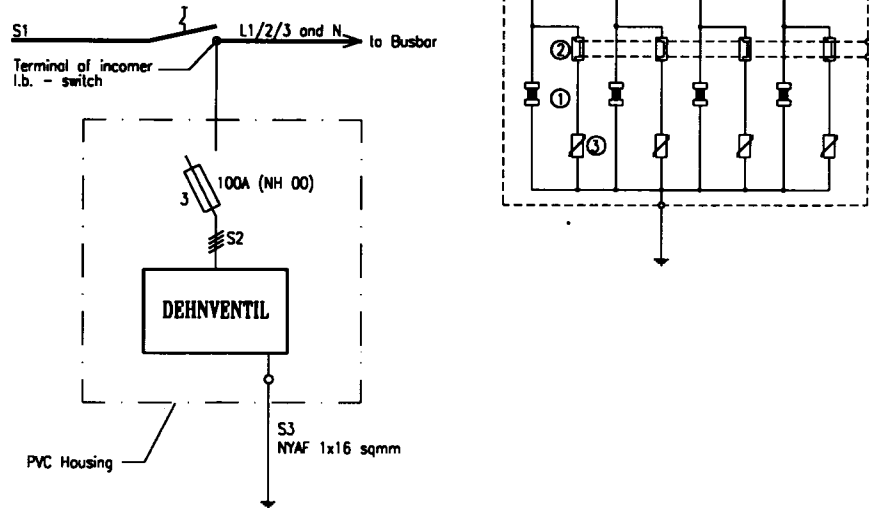 S1
L1/2/3 and N
to Busbar
Terminal of incomer
l.b. - switch
100A (NH 00)
3
S2
DEHNVENTIL
S3
NYAF 1x16 sqmm
PVC Housing
2
1
3